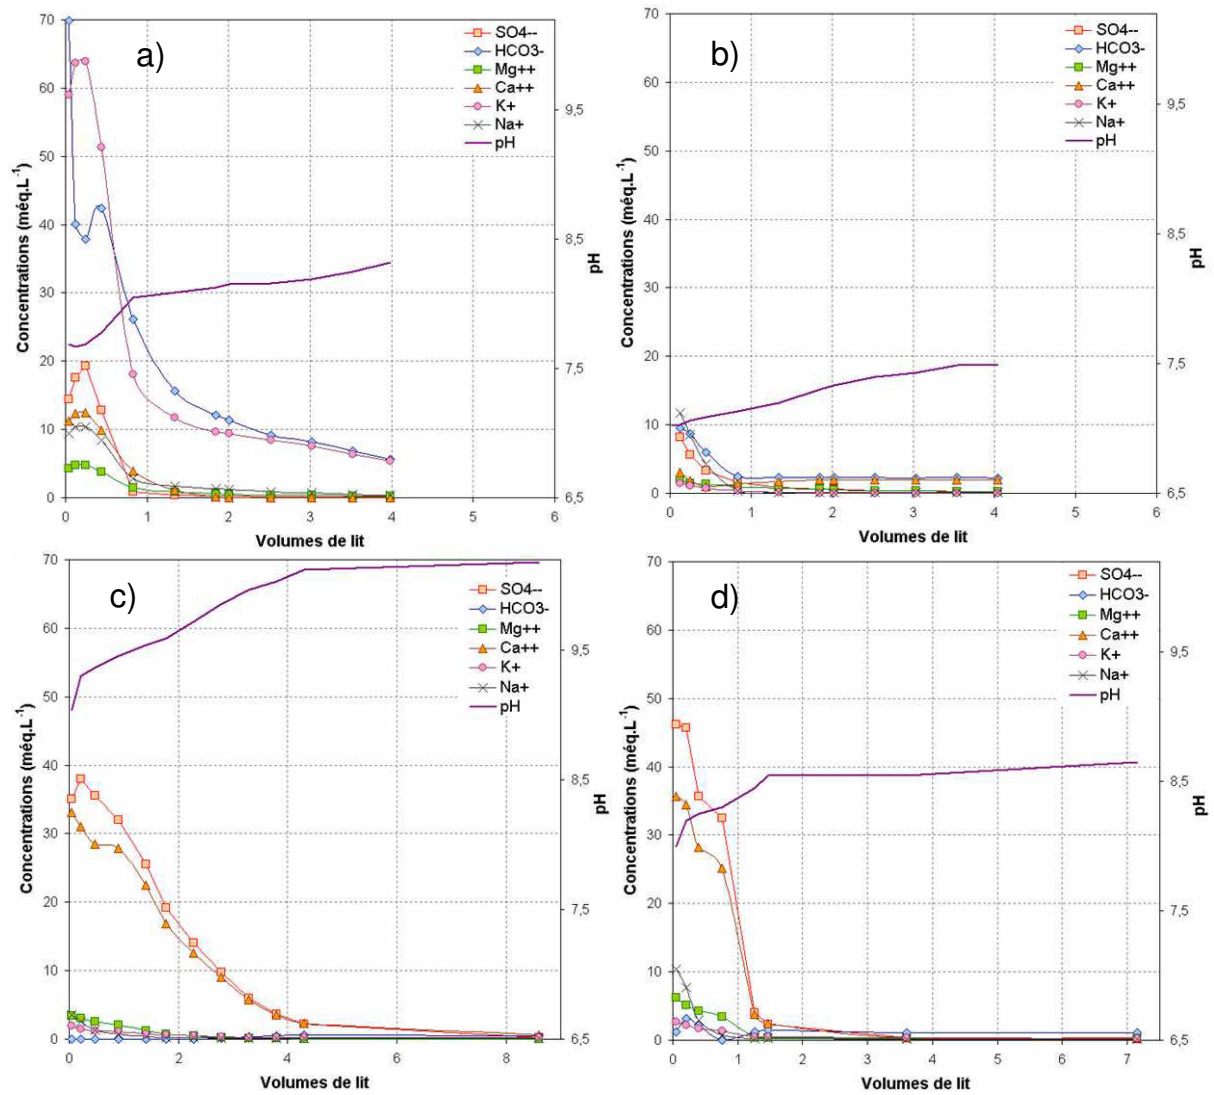 a)
SO4--
HCO3-
Mg++
Ca++
K+
Na+
pH
70
60
50
40
30
20
10
0
Concentrations (méq.L-1)
9,5
8,5
7,5
6,5
pH
0 1 2 3 4 5 6
Volumes de lit
b)
SO4--
HCO3-
Mg++
Ca++
K+
Na+
pH
70
60
50
40
30
20
10
0
Concentrations (méq.L-1)
9,5
8,5
7,5
6,5
pH
0 1 2 3 4 5 6
Volumes de lit
c)
SO4--
HCO3-
Mg++
Ca++
K+
Na+
pH
70
60
50
40
30
20
10
0
Concentrations (méq.L-1)
9,5
8,5
7,5
6,5
pH
0 2 4 6 8
Volumes de lit
d)
SO4--
HCO3-
Mg++
Ca++
K+
Na+
pH
70
60
50
40
30
20
10
0
Concentrations (méq.L-1)
9,5
8,5
7,5
6,5
pH
0 1 2 3 4 5 6 7
Volumes de lit